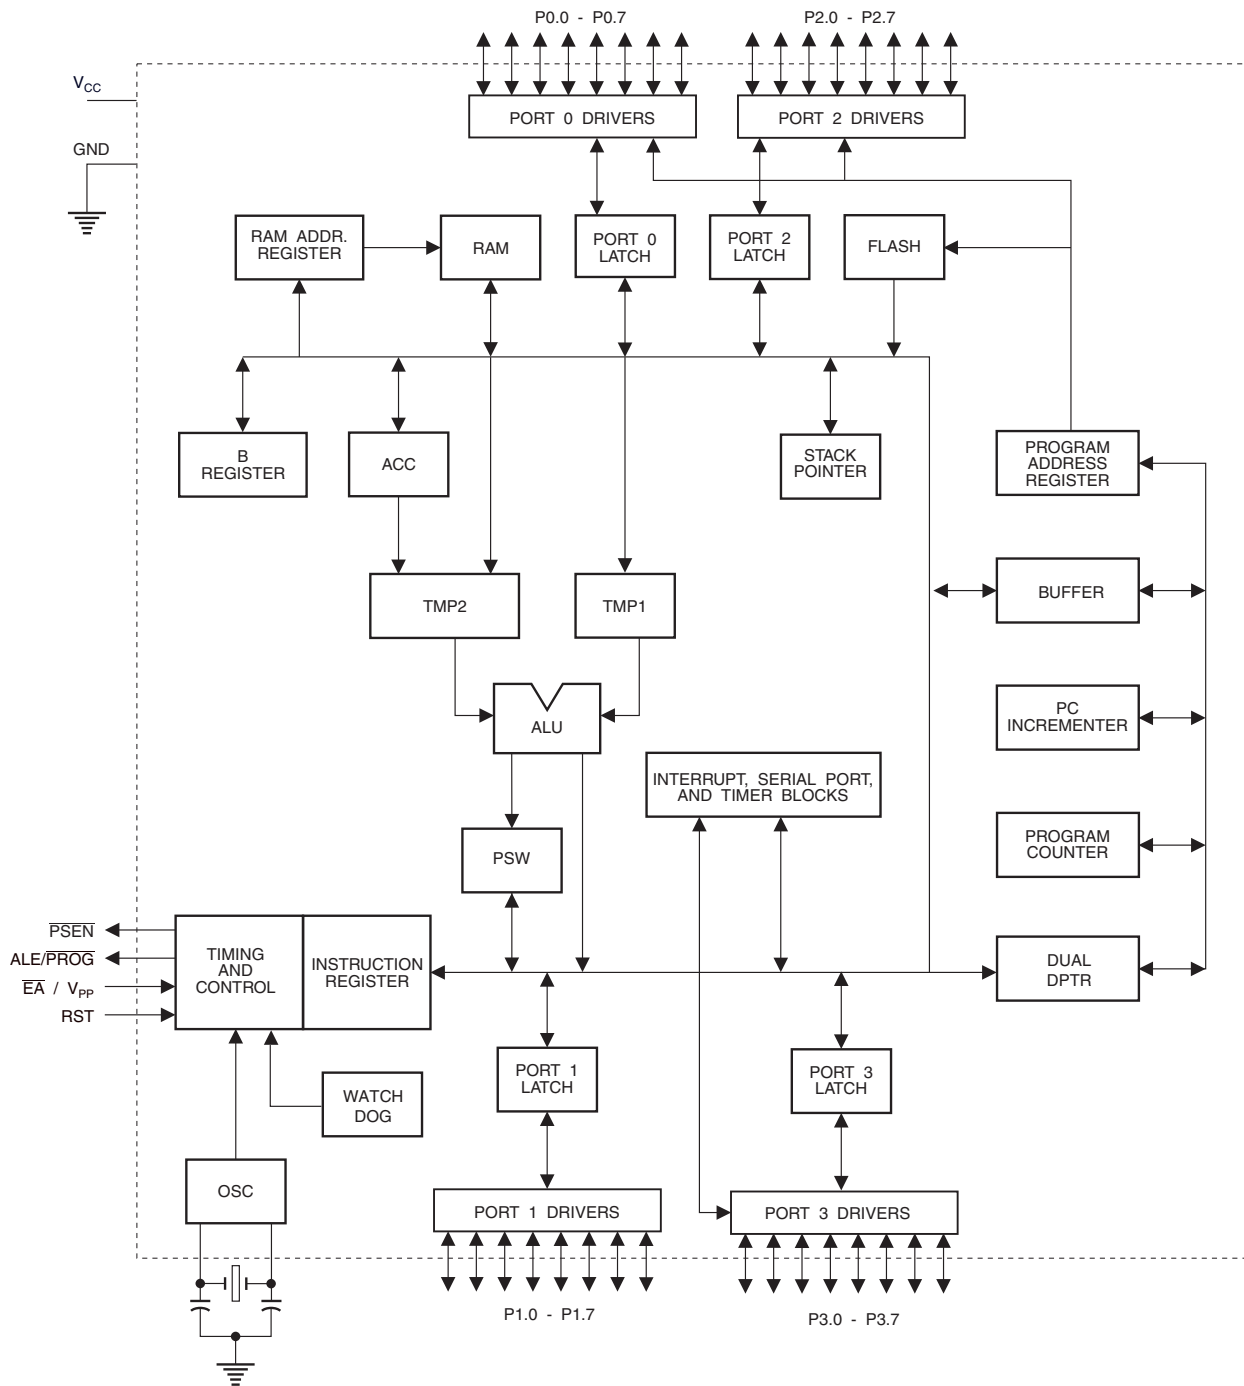 P0.0 - P0.7
P2.0 - P2.7
VCC
PORT 0 DRIVERS
PORT 2 DRIVERS
GND
RAM ADDR.
REGISTER
RAM
PORT 0
LATCH
PORT 2
LATCH
FLASH
B
REGISTER
ACC
STACK
POINTER
PROGRAM
ADDRESS
REGISTER
TMP2
TMP1
BUFFER
ALU
PC
INCREMENTER
INTERRUPT, SERIAL PORT,
AND TIMER BLOCKS
PSW
PROGRAM
COUNTER
PSEN
ALE/PROG
EA / VPP
RST
TIMING
AND
CONTROL
INSTRUCTION
REGISTER
DUAL
DPTR
PORT 1
LATCH
PORT 3
LATCH
WATCH
DOG
OSC
PORT 1 DRIVERS
PORT 3 DRIVERS
P1.0 - P1.7
P3.0 - P3.7